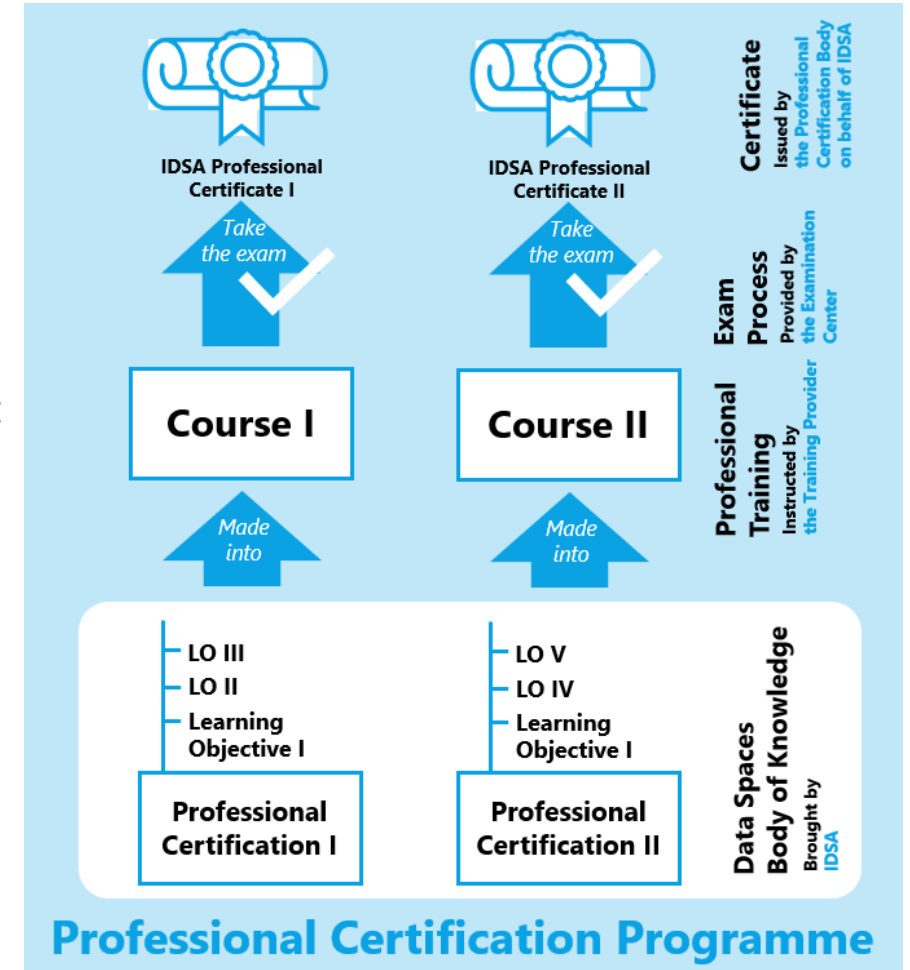 IDSA Professional
Certificate I
IDSA Professional
Certificate II
Certificate
Issued by
the Professional
Certification Body
on behalf of IDSA
Take
the exam
Take
the exam
Exam
Process
Provided by
the Examination
Center
Course I
Course II
Professional
Training
Instructed by
the Training Provider
Made
into
Made
into
LO III
LO II
Learning
Objective I
Professional
Certification I
LO V
LO IV
Learning
Objective I
Professional
Certification II
Data Spaces
Body of Knowledge
Brought by
IDSA
Professional Certification Programme